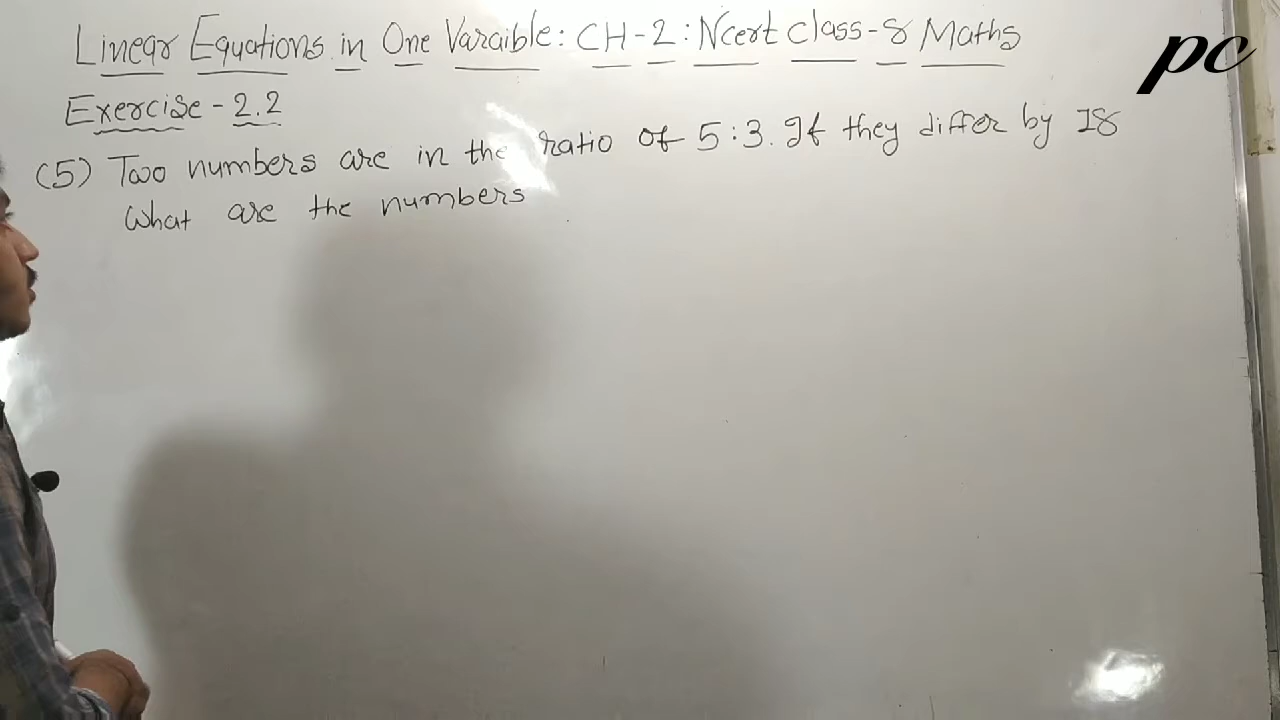 Linear Equations in One Varaible: CH-2: Ncert class-8 Maths
pc
Exercise - 2.2
(5) Two numbers are in the ratio of 5:3. If they differ by 18
What are the numbers